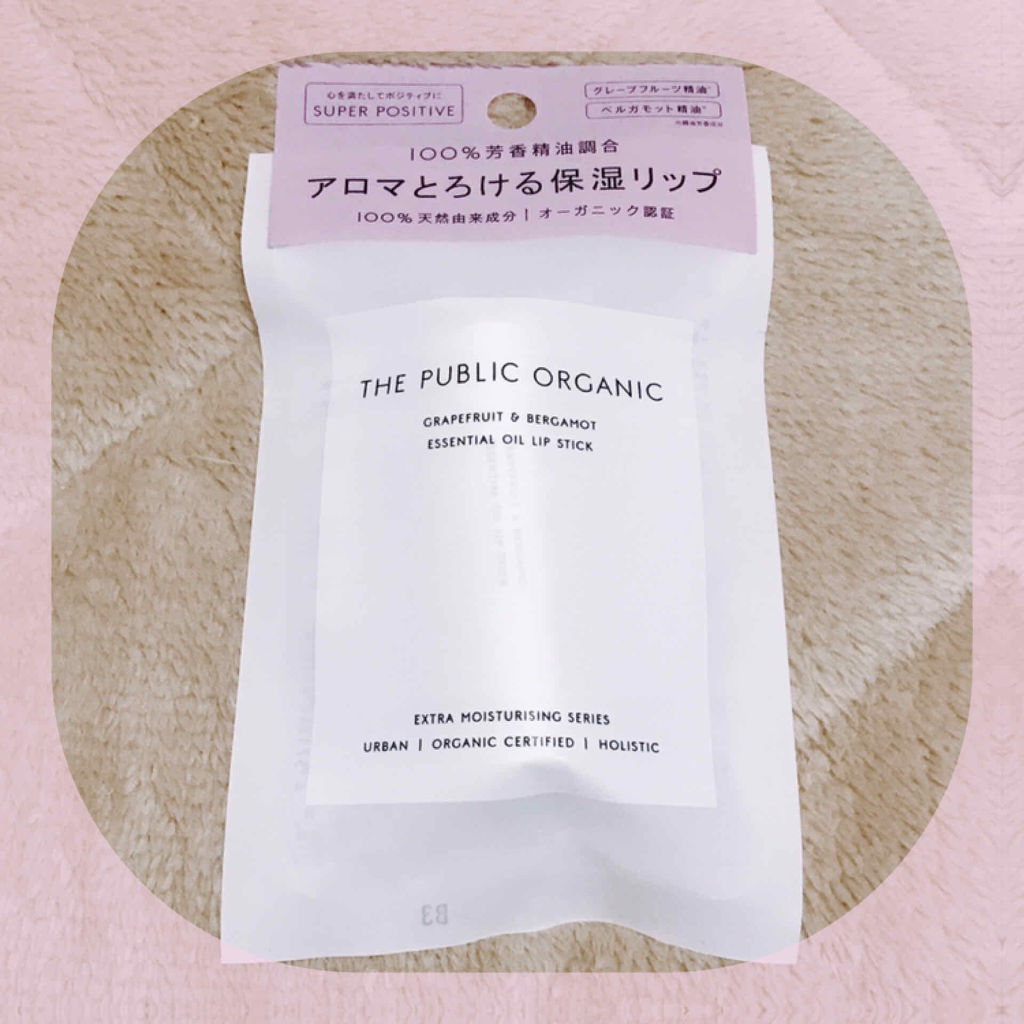 心を満たしてポジティブに
SUPER POSITIVE
グレープフルーツ精油*
ベルガモット精油*
100%芳香精油調合
アロマとろける保湿リップ
100%天然由来成分 | オーガニック認証
THE PUBLIC ORGANIC
GRAPEFRUIT & BERGAMOT
ESSENTIAL OIL LIP STICK
EXTRA MOISTURISING SERIES
URBAN | ORGANIC CERTIFIED | HOLISTIC
B3